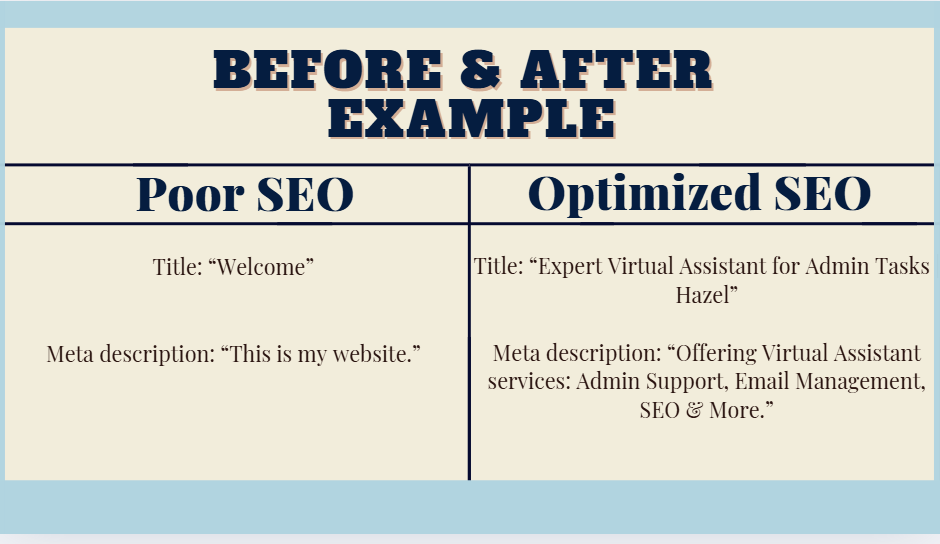 BEFORE & AFTER
EXAMPLE
Poor SEO
Optimized SEO
Title: “Welcome”
Meta description: “This is my website.”
Title: “Expert Virtual Assistant for Admin Tasks
Hazel”
Meta description: “Offering Virtual Assistant
services: Admin Support, Email Management,
SEO & More.”